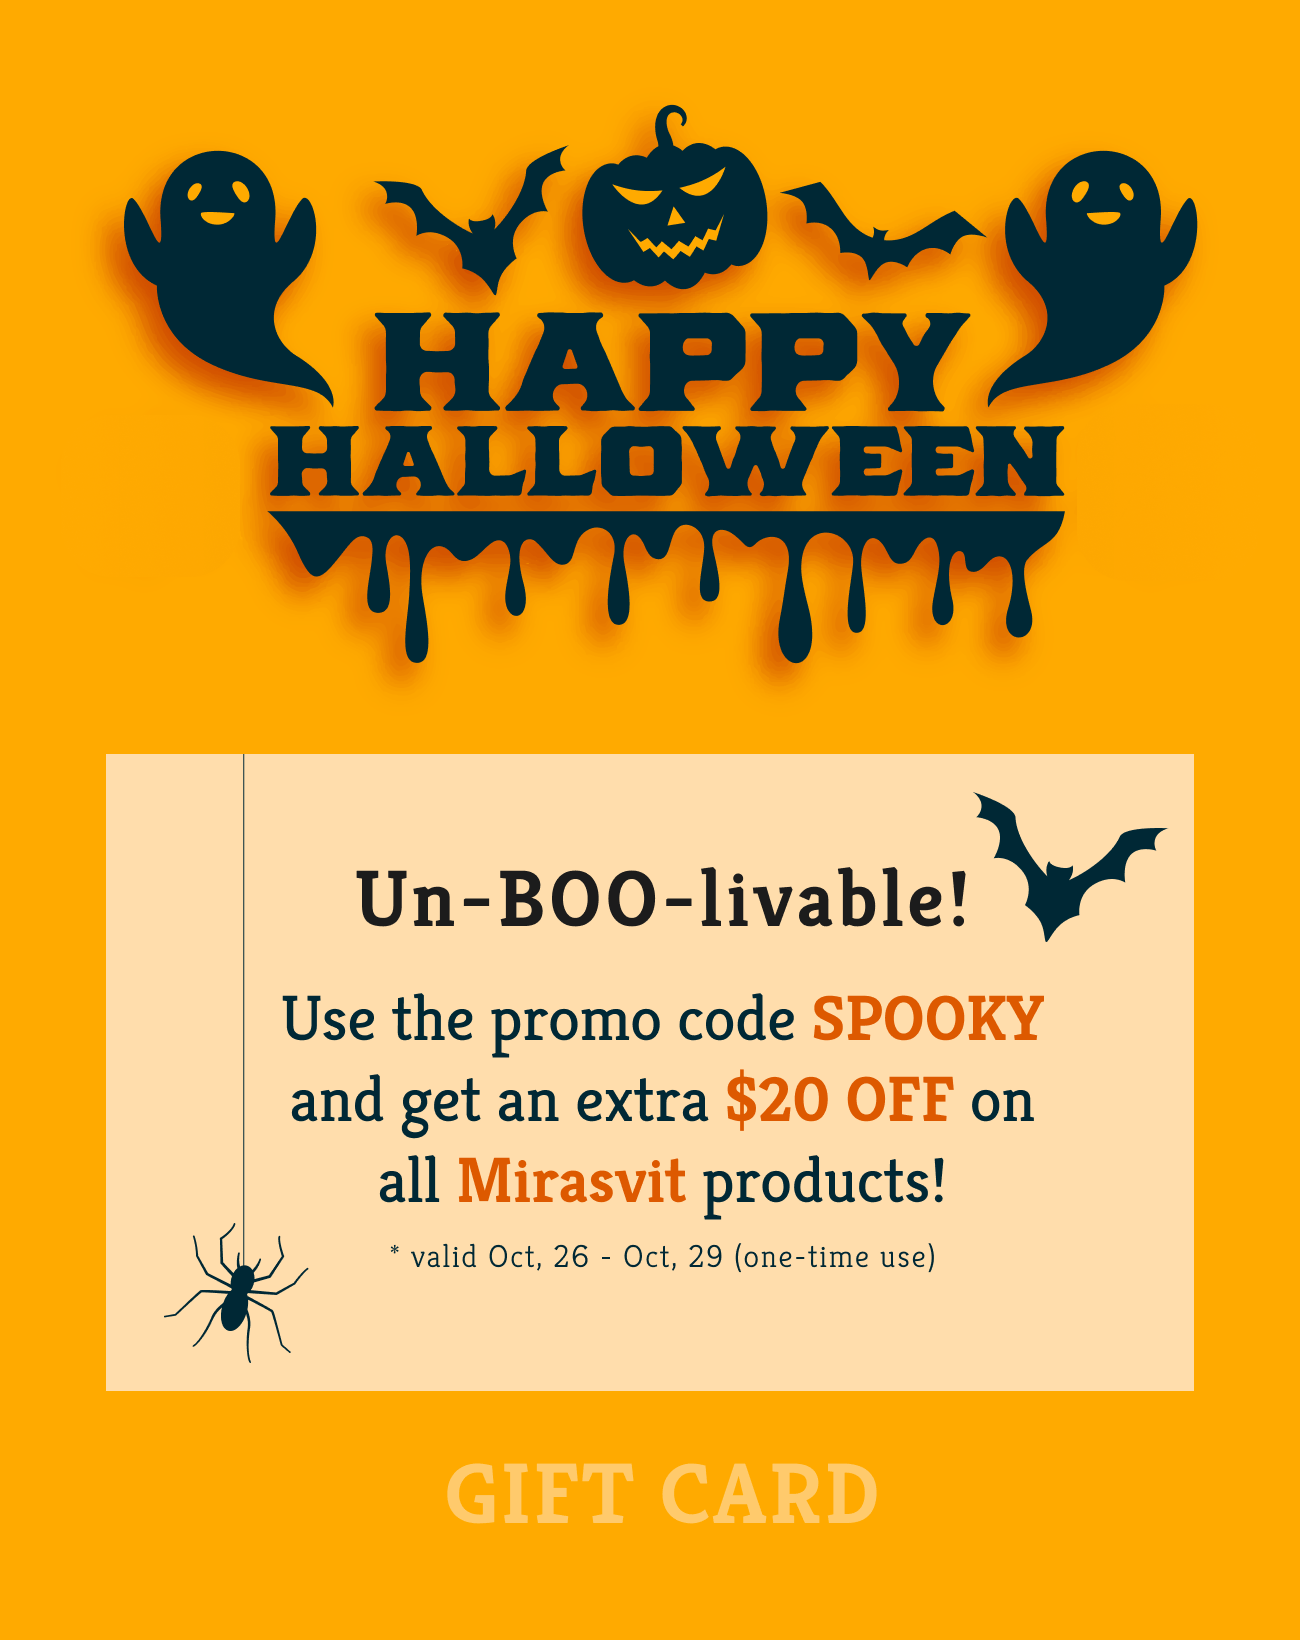 HAPPY
HALLOWEEN
Un-BOO-livable!
Use the promo code SPOOKY
and get an extra $20 OFF on
all Mirasvit products!
* valid Oct, 26 - Oct, 29 (one-time use)
GIFT CARD